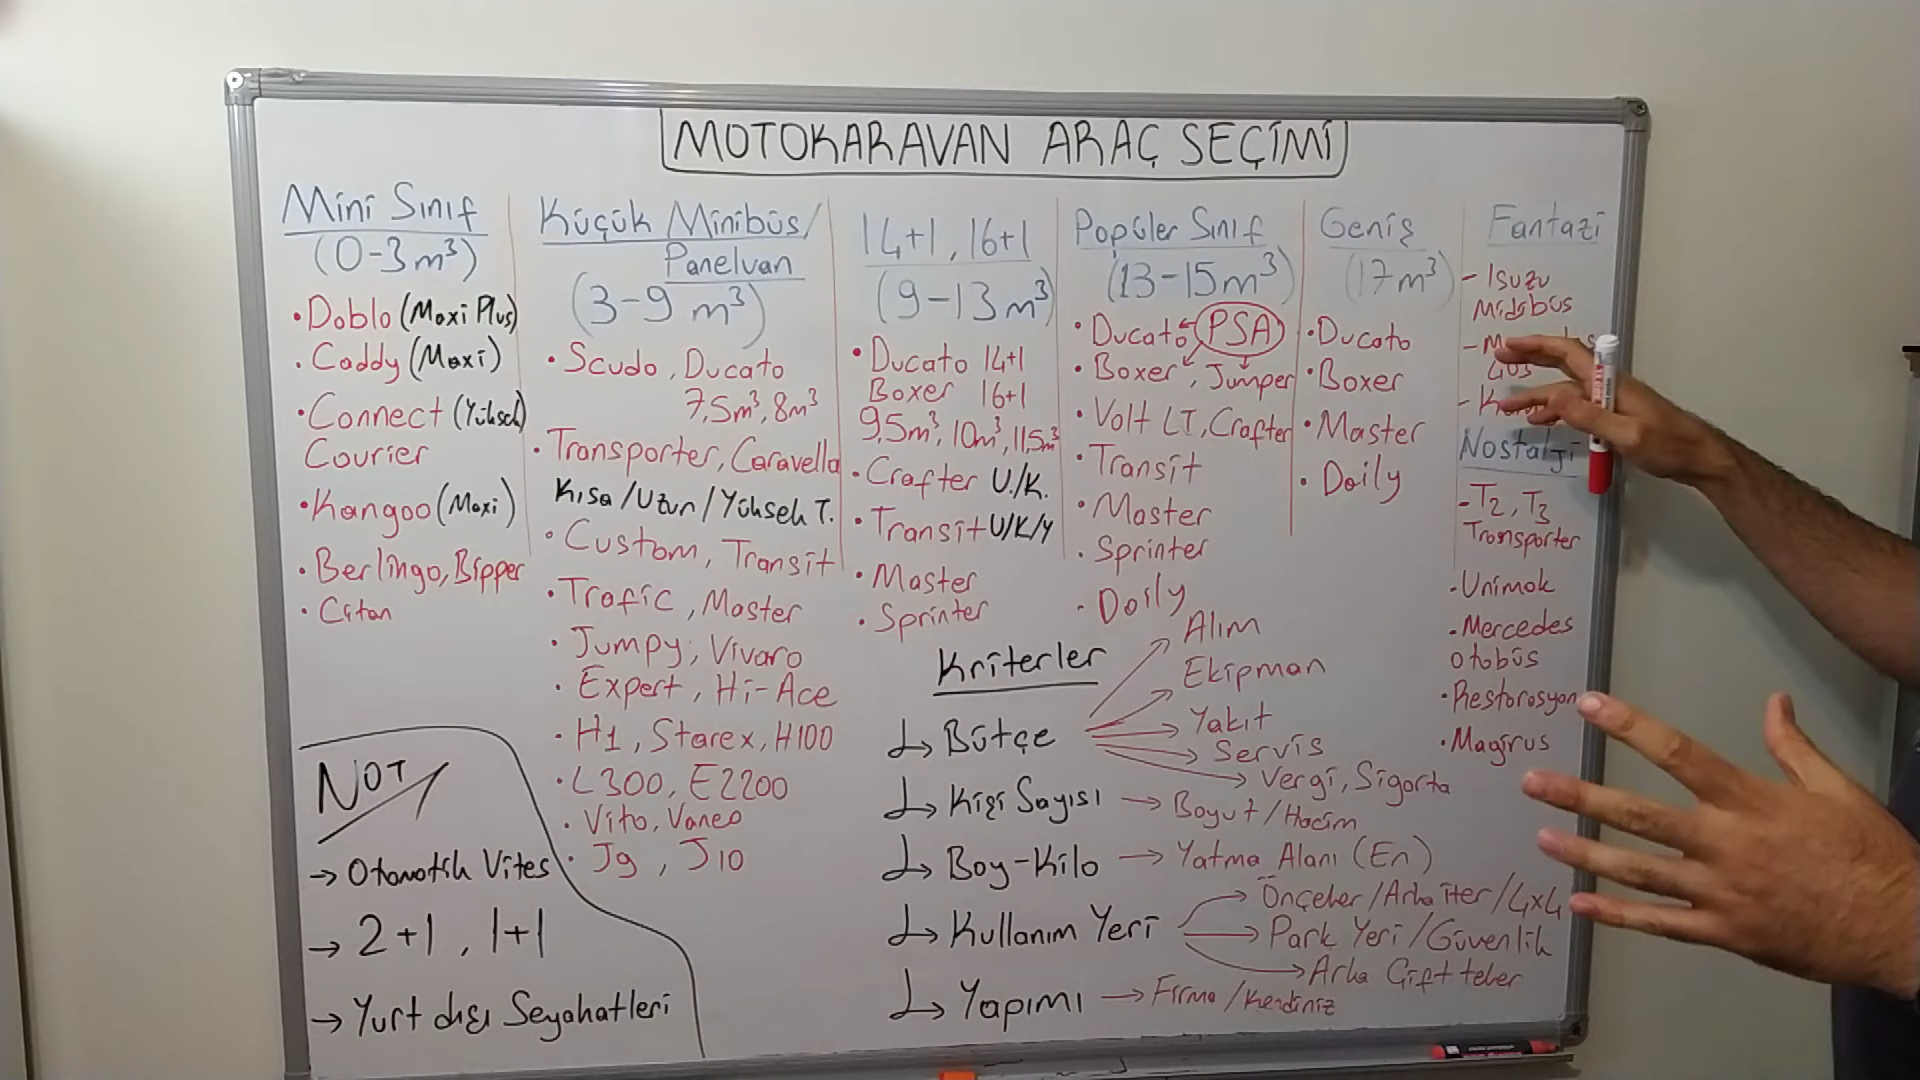 MOTOKARAVAN ARAÇ SEÇİMİ
Mini Sınıf
(0-3m³)
• Doblo (Maxi Plus)
• Caddy (Maxi)
• Connect (Yüksek)
Courier
• Kangoo (Maxi)
• Berlingo, Bipper
• Citan
Küçük Minibüs/
Panelvan
(3-9 m³)
• Scudo, Ducato
7,5m³, 8m³
• Transporter, Caravella
Kısa/Uzun/Yüksek T.
• Custom, Transit
• Trafic, Master
• Jumpy, Vivaro
• Expert, Hi-Ace
• H1, Starex, H100
• L300, E2200
• Vito, Vaneo
• J9, J10
14+1, 16+1
(9-13m³)
• Ducato 14+1
Boxer 16+1
9,5m³, 10m³, 11,5m³
• Crafter U./K.
• Transit U/K/Y
• Master
• Sprinter
Popüler Sınıf
(13-15m³)
• Ducato PSA
• Boxer, Jumper
• Volt LT, Crafter
• Transit
• Master
• Sprinter
• Daily
Geniş
(17m³)
• Ducato
• Boxer
• Master
• Daily
Fantazi
- Isuzu
Midibüs
Nostalji
- T2, T3
Transporter
• Unimok
• Mercedes
otobüs
• Restorasyon
• Magirus
Kriterler
↳ Bütçe
Alım
Ekipman
→ Yakıt
→ Servis
→ Vergi, Sigorta
↳ Kişi Sayısı → Boyut/Hacim
↳ Boy-Kilo → Yatma Alanı (En)
↳ Kullanım Yeri
→ Önçeker/Arka iter/4x4
→ Park Yeri/Güvenlik
→ Arka Çift teker
↳ Yapımı → Firma/Kendiniz
NOT
→ Otomatik Vites
→ 2+1, 1+1
→ Yurt dışı Seyahatleri